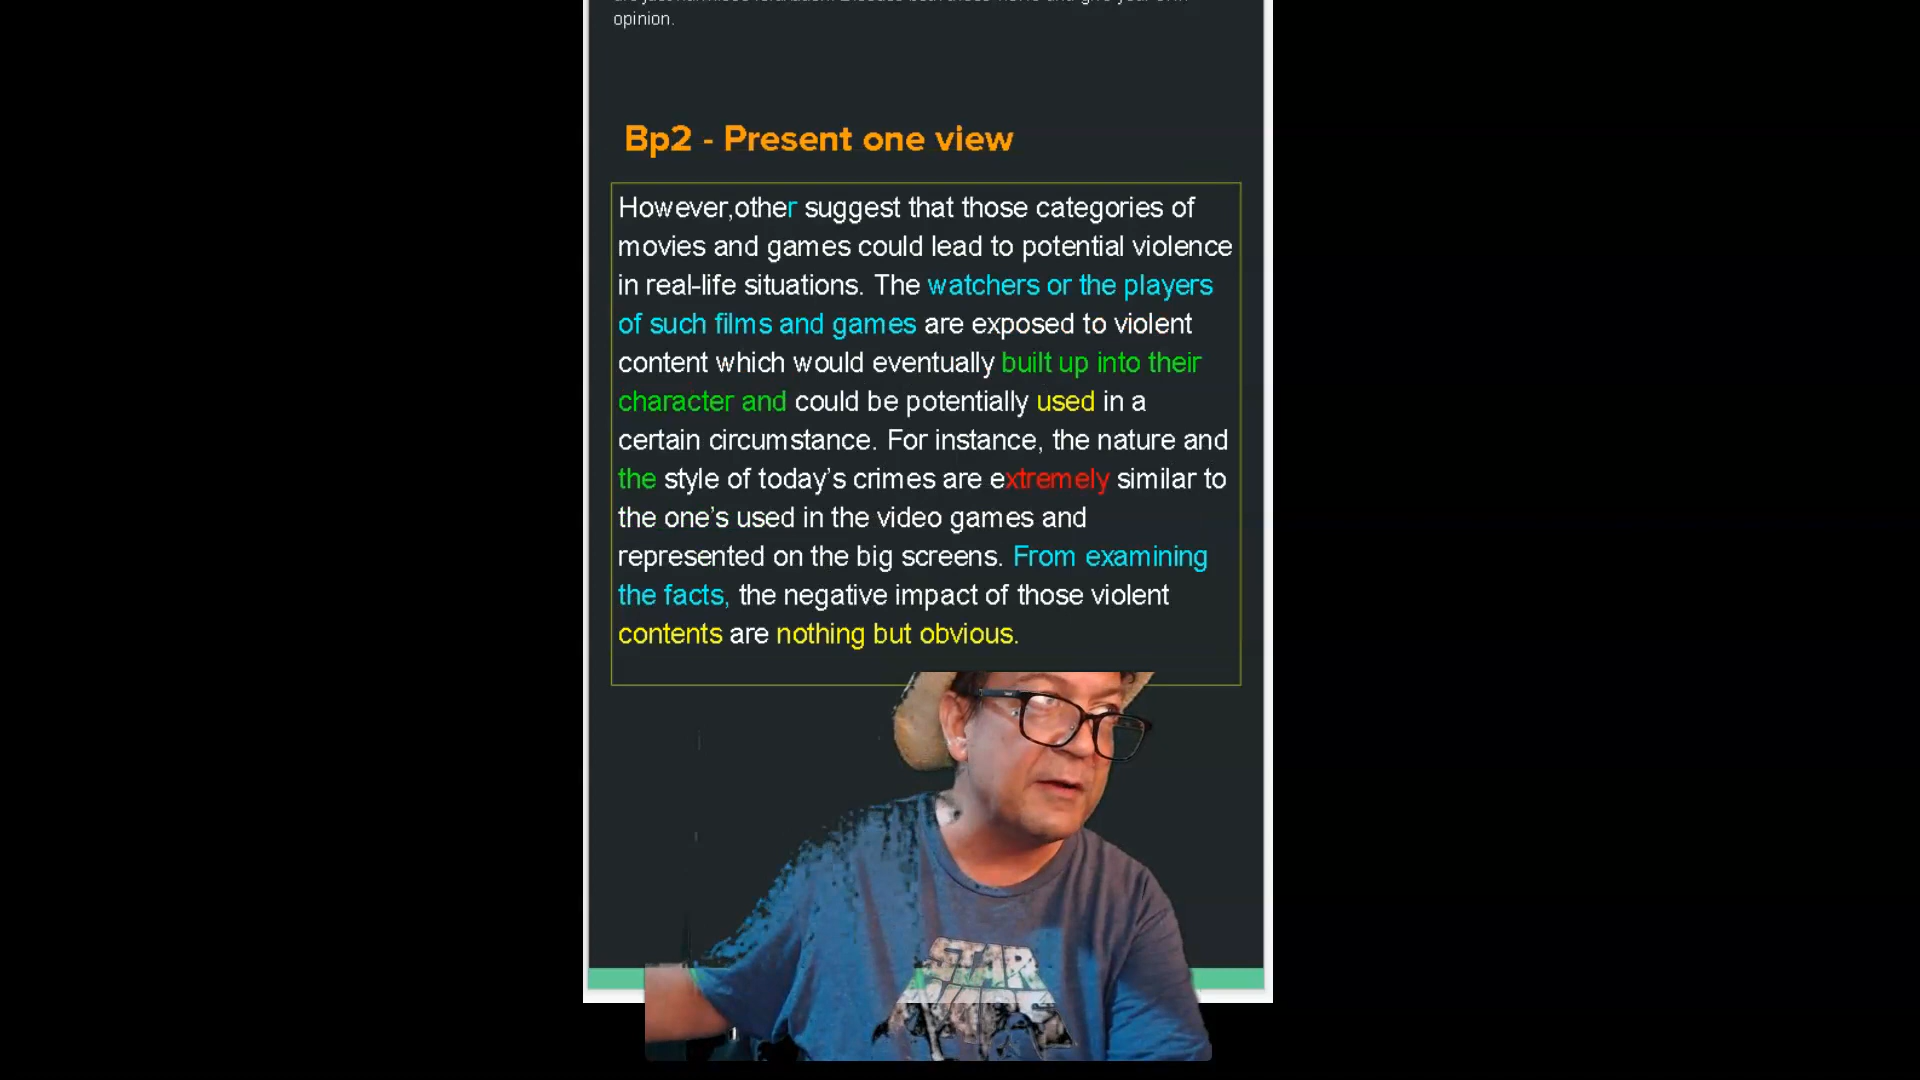 opinion.
Bp2 - Present one view
However,other suggest that those categories of
movies and games could lead to potential violence
in real-life situations. The watchers or the players
of such films and games are exposed to violent
content which would eventually built up into their
character and could be potentially used in a
certain circumstance. For instance, the nature and
the style of today’s crimes are extremely similar to
the one’s used in the video games and
represented on the big screens. From examining
the facts, the negative impact of those violent
contents are nothing but obvious.
STAR
WARS